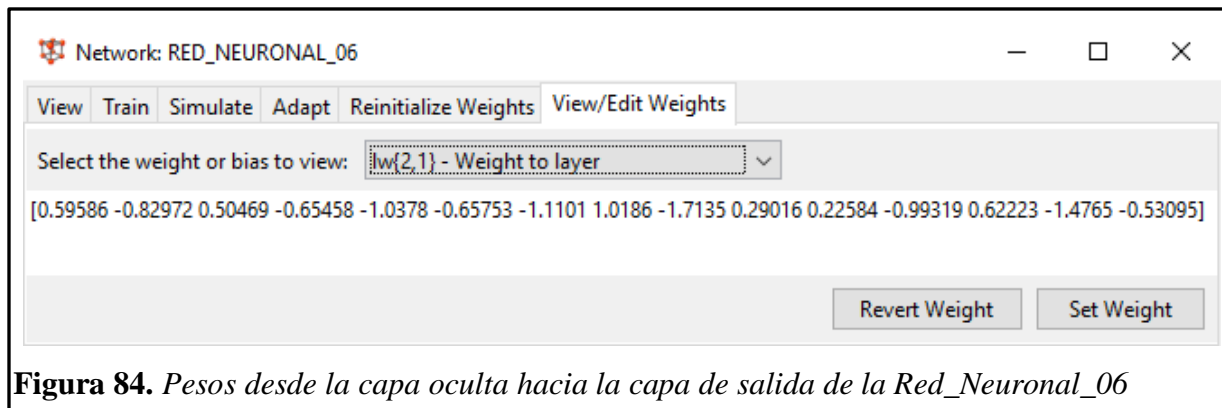 Network: RED_NEURONAL_06
View Train Simulate Adapt Reinitialize Weights View/Edit Weights
Select the weight or bias to view: lw{2,1} - Weight to layer
[0.59586 -0.82972 0.50469 -0.65458 -1.0378 -0.65753 -1.1101 1.0186 -1.7135 0.29016 0.22584 -0.99319 0.62223 -1.4765 -0.53095]
Revert Weight Set Weight
Figura 84. Pesos desde la capa oculta hacia la capa de salida de la Red_Neuronal_06